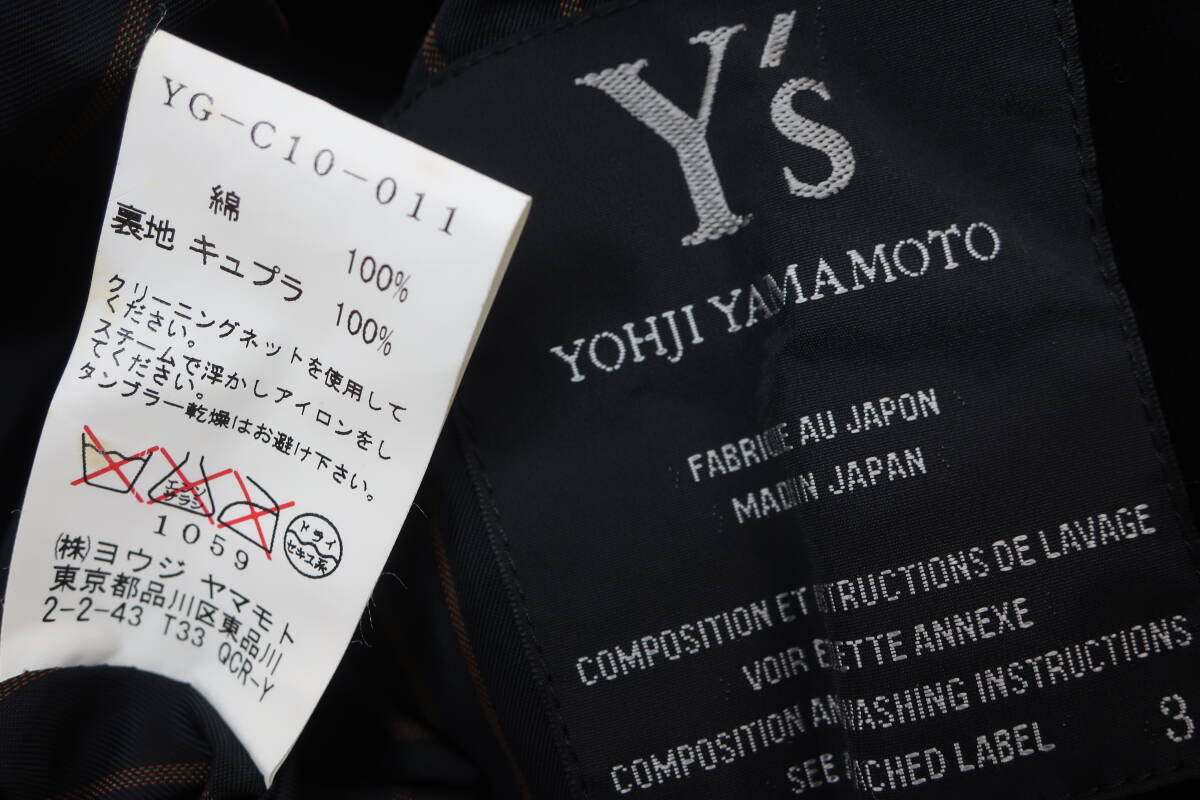 YG-C10-011
綿 100%
裏地 キュプラ 100%
クリーニングネットを使用して
ください。
スチームで浮かしアイロンをし
てください。
タンブラー乾燥はお避け下さい。
エンソ
サラシ
ドライ
セキユ系
1059
(株)ヨウジ ヤマモト
東京都品川区東品川
2-2-43 T33 QCR-Y
Y's
YOHJI YAMAMOTO
FABRIQUE AU JAPON
MADE IN JAPAN
COMPOSITION ET INSTRUCTIONS DE LAVAGE
VOIR ETIQUETTE ANNEXE
COMPOSITION AND WASHING INSTRUCTIONS
SEE ATTACHED LABEL
3